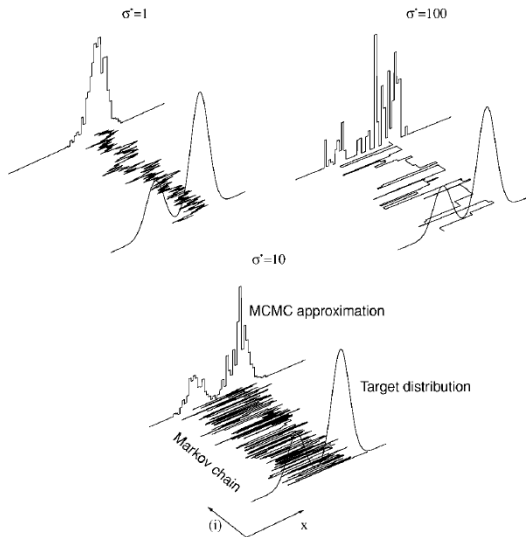 σ*=1
σ*=100
σ*=10
MCMC approximation
Target distribution
Markov chain
(i)
x